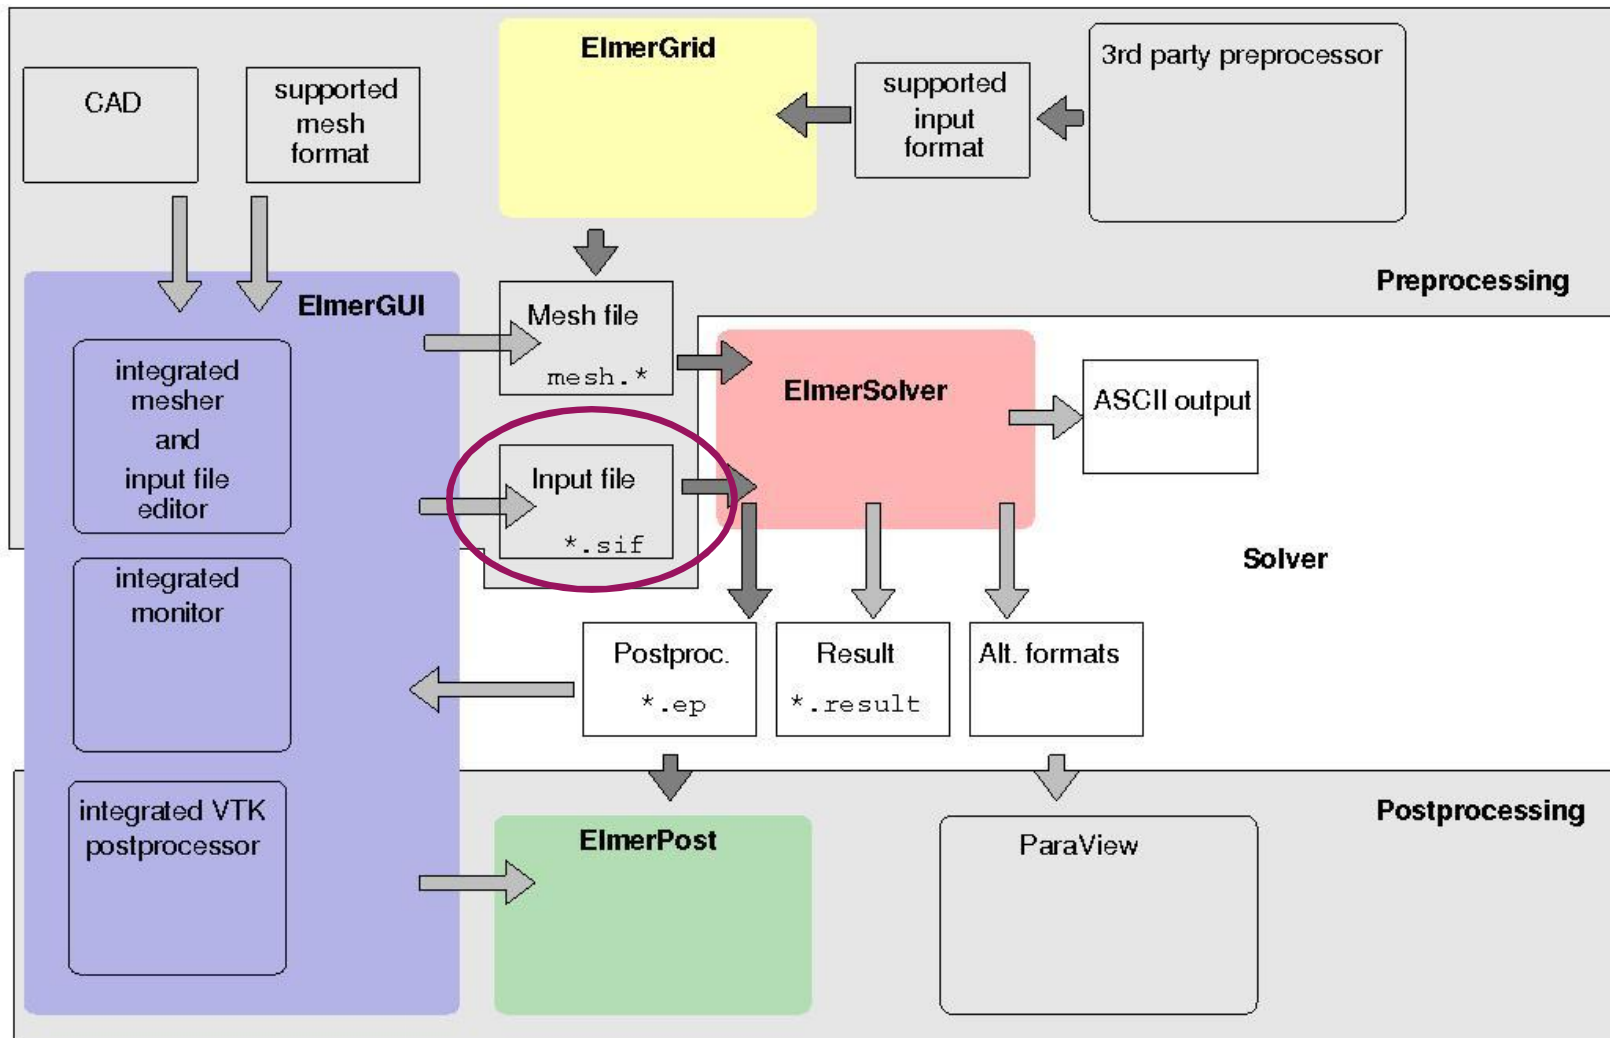 ElmerGrid
3rd party preprocessor
CAD
supported
mesh
format
supported
input
format
Preprocessing
ElmerGUI
Mesh file
mesh.*
integrated
mesher
and
input file
editor
ElmerSolver
ASCII output
Input file
*.sif
Solver
integrated
monitor
Postproc.
*.ep
Result
*.result
Alt. formats
Postprocessing
integrated VTK
postprocessor
ElmerPost
ParaView